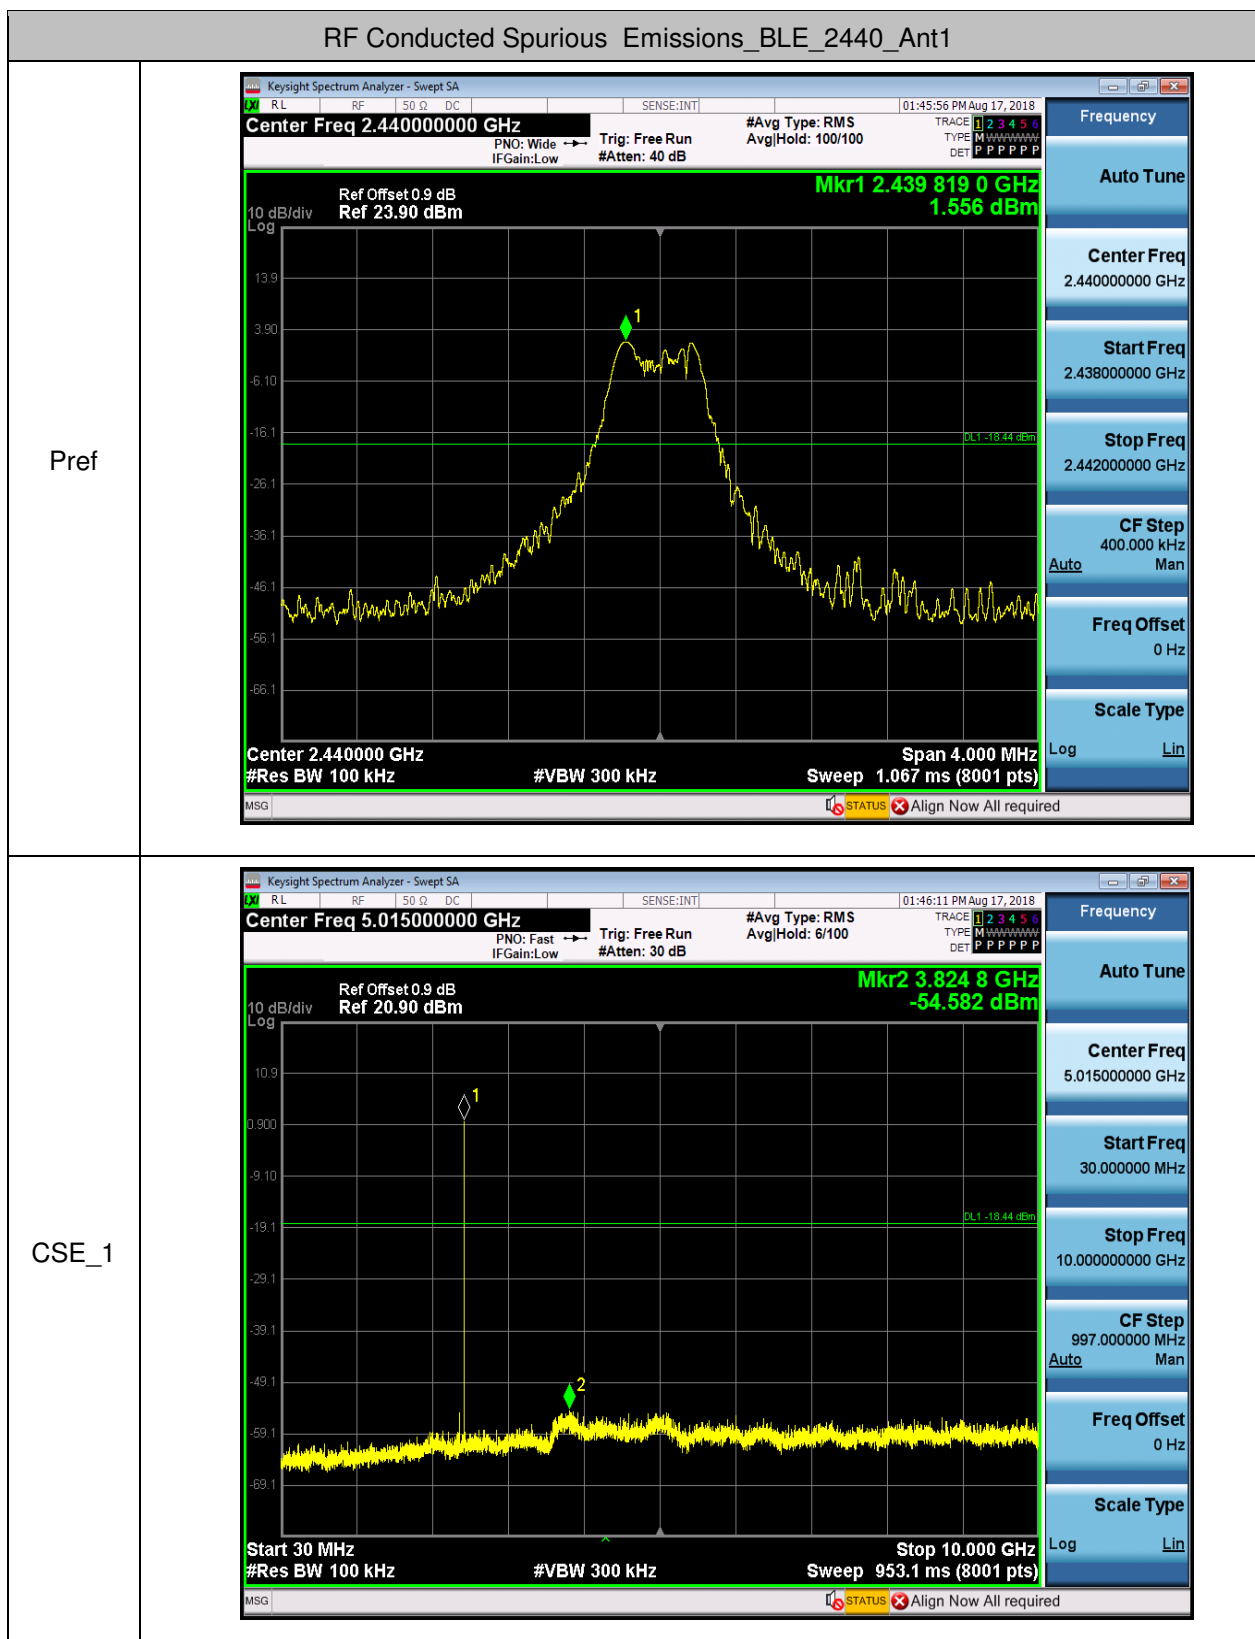 RF Conducted Spurious Emissions_BLE_2440_Ant1
Pref
Keysight Spectrum Analyzer - Swept SA
LXI RL RF 50 Ω DC SENSE:INT 01:45:56 PM Aug 17, 2018
Center Freq 2.440000000 GHz
PNO: Wide
IFGain:Low
Trig: Free Run
#Atten: 40 dB
#Avg Type: RMS
Avg|Hold: 100/100
TRACE 1 2 3 4 5 6
TYPE M WWWWW
DET P P P P P P
Mkr1 2.439 819 0 GHz
1.556 dBm
Ref Offset 0.9 dB
10 dB/div Ref 23.90 dBm
Log
13.9
3.90
-6.10
-16.1
-26.1
-36.1
-46.1
-56.1
-66.1
1
DL1 -18.44 dBm
Center 2.440000 GHz Span 4.000 MHz
#Res BW 100 kHz #VBW 300 kHz Sweep 1.067 ms (8001 pts)
MSG STATUS Align Now All required
Frequency
Auto Tune
Center Freq
2.440000000 GHz
Start Freq
2.438000000 GHz
Stop Freq
2.442000000 GHz
CF Step
400.000 kHz
Auto Man
Freq Offset
0 Hz
Scale Type
Log Lin
CSE_1
Keysight Spectrum Analyzer - Swept SA
LXI RL RF 50 Ω DC SENSE:INT 01:46:11 PM Aug 17, 2018
Center Freq 5.015000000 GHz
PNO: Fast
IFGain:Low
Trig: Free Run
#Atten: 30 dB
#Avg Type: RMS
Avg|Hold: 6/100
TRACE 1 2 3 4 5 6
TYPE M WWWWW
DET P P P P P P
Mkr2 3.824 8 GHz
-54.582 dBm
Ref Offset 0.9 dB
10 dB/div Ref 20.90 dBm
Log
10.9
0.900
-9.10
-19.1
-29.1
-39.1
-49.1
-59.1
-69.1
1
2
DL1 -18.44 dBm
Start 30 MHz Stop 10.000 GHz
#Res BW 100 kHz #VBW 300 kHz Sweep 953.1 ms (8001 pts)
MSG STATUS Align Now All required
Frequency
Auto Tune
Center Freq
5.015000000 GHz
Start Freq
30.000000 MHz
Stop Freq
10.000000000 GHz
CF Step
997.000000 MHz
Auto Man
Freq Offset
0 Hz
Scale Type
Log Lin